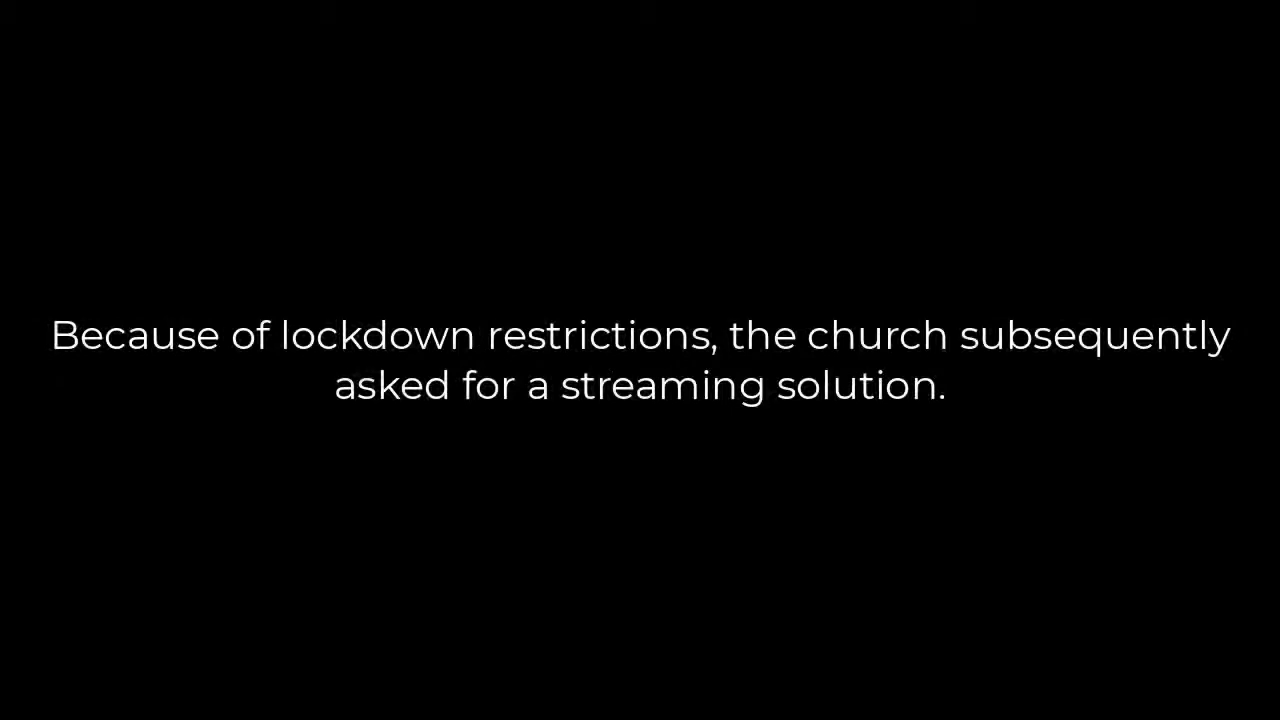 Because of lockdown restrictions, the church subsequently
asked for a streaming solution.